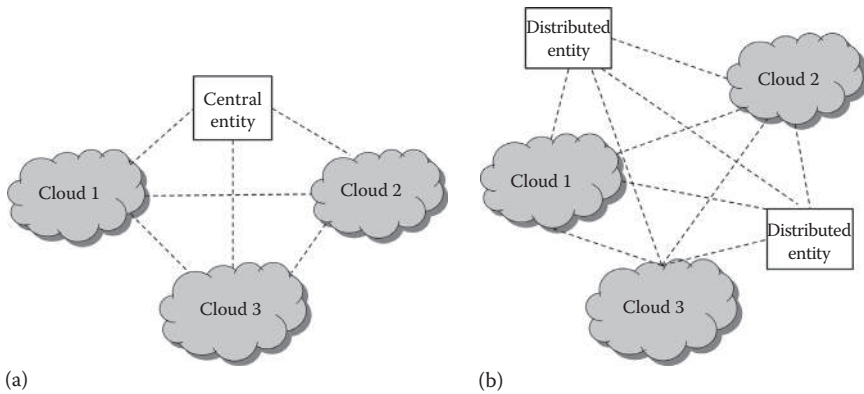 Central
entity
Cloud 1
Cloud 2
Cloud 3
(a)
Distributed
entity
Cloud 2
Cloud 1
Distributed
entity
Cloud 3
(b)